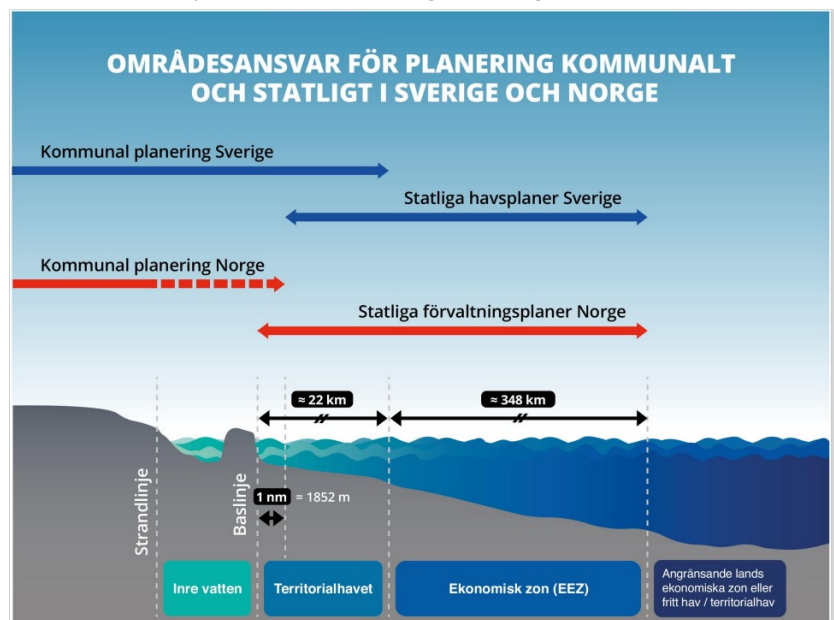 OMRÅDESANSVAR FÖR PLANERING KOMMUNALT
OCH STATLIGT I SVERIGE OCH NORGE
Kommunal planering Sverige
Statliga havsplaner Sverige
Kommunal planering Norge
Statliga förvaltningsplaner Norge
≈ 22 km
≈ 348 km
Strandlinje
Baslinje
1 nm = 1852 m
Inre vatten
Territorialhavet
Ekonomisk zon (EEZ)
Angränsande lands
ekonomiska zon eller
fritt hav / territorialhav